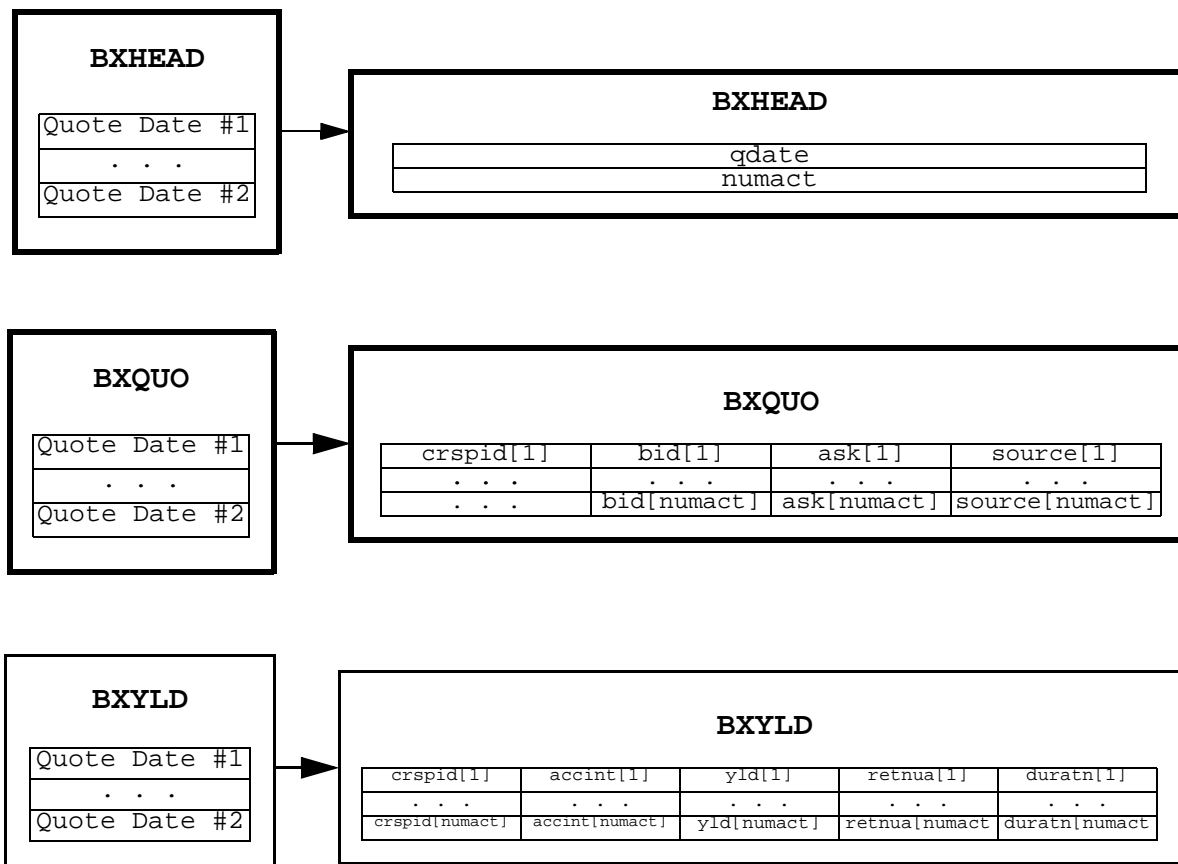 BXHEAD
Quote Date #1
. . .
Quote Date #2
BXHEAD
qdate
numact
BXQUO
Quote Date #1
. . .
Quote Date #2
BXQUO
crspid[1] bid[1] ask[1] source[1]
. . . . . . . . . . . .
. . . bid[numact] ask[numact] source[numact]
BXYLD
Quote Date #1
. . .
Quote Date #2
BXYLD
crspid[1] accint[1] yld[1] retnua[1] duratn[1]
. . . . . . . . . . . . . . .
crspid[numact] accint[numact] yld[numact] retnua[numact duratn[numact